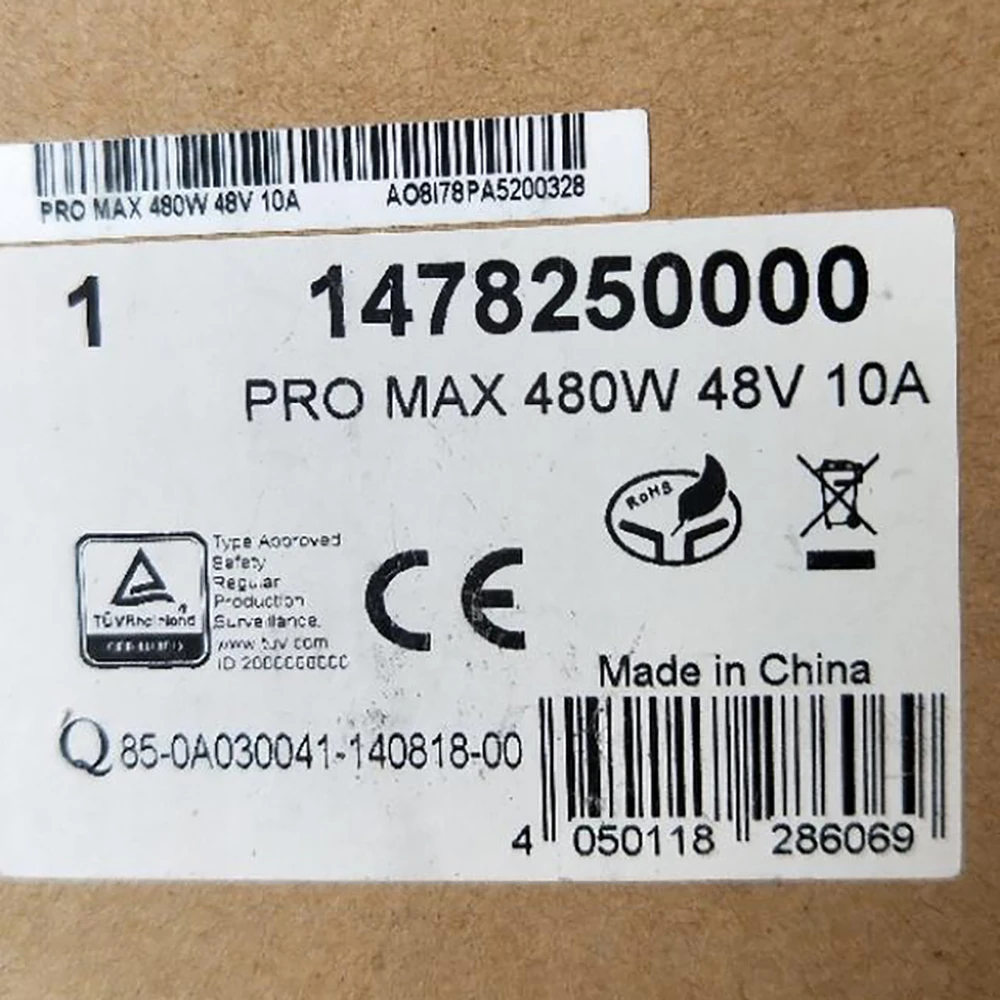 PRO MAX 480W 48V 10A AO8I78PA5200328
1 1478250000
PRO MAX 480W 48V 10A
RoHS
Type Approved
Safety
Regular
Production
Surveillance
www.tuv.com
ID
TÜVRheinland
CE
Made in China
Q 85-0A030041-140818-00
4 050118 286069